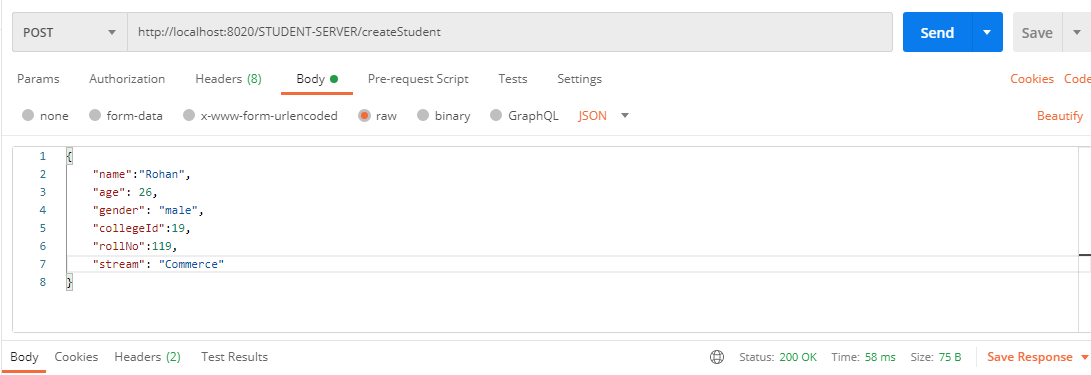 POST http://localhost:8020/STUDENT-SERVER/createStudent Send Save
Params Authorization Headers (8) Body Pre-request Script Tests Settings Cookies Code
none form-data x-www-form-urlencoded raw binary GraphQL JSON Beautify
1 {
2 "name":"Rohan",
3 "age": 26,
4 "gender": "male",
5 "collegeId":19,
6 "rollNo":119,
7 "stream": "Commerce"
8 }
Body Cookies Headers (2) Test Results Status: 200 OK Time: 58 ms Size: 75 B Save Response